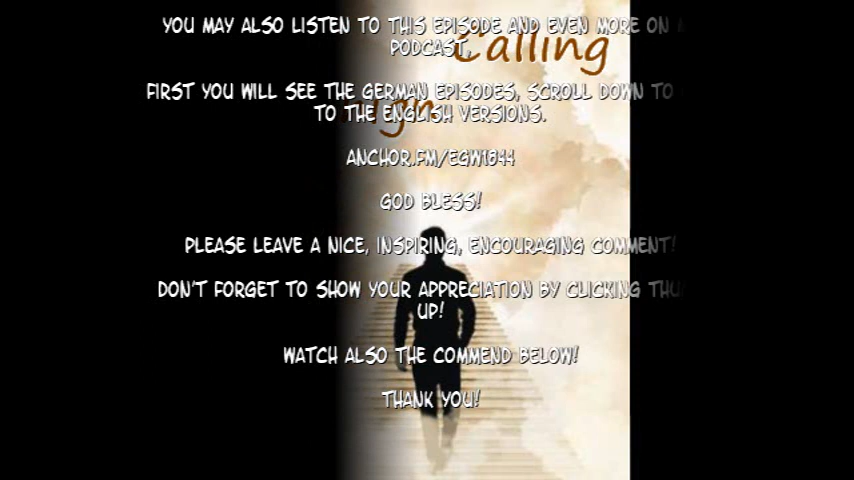 YOU MAY ALSO LISTEN TO THIS EPISODE AND EVEN MORE ON
PODCAST,
Calling
FIRST YOU WILL SEE THE GERMAN EPISODES, SCROLL DOWN TO
TO THE ENGLISH VERSIONS.
ANCHOR.FM/EGW1844
GOD BLESS!
PLEASE LEAVE A NICE, INSPIRING, ENCOURAGING COMMENT!
DON'T FORGET TO SHOW YOUR APPRECIATION BY CLICKING
UP!
WATCH ALSO THE COMMEND BELOW!
THANK YOU!